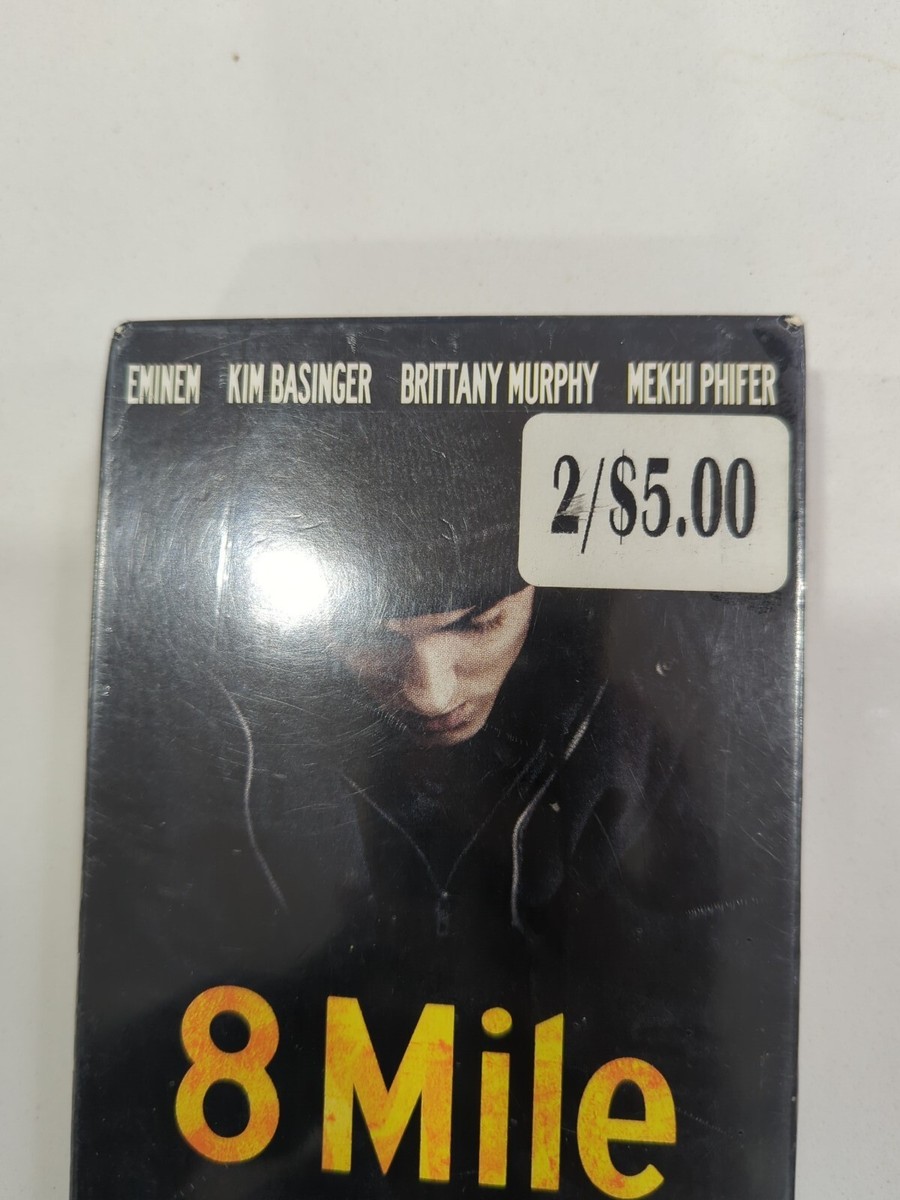 EMINEM KIM BASINGER BRITTANY MURPHY MEKHI PHIFER
2/$5.00
8 Mile